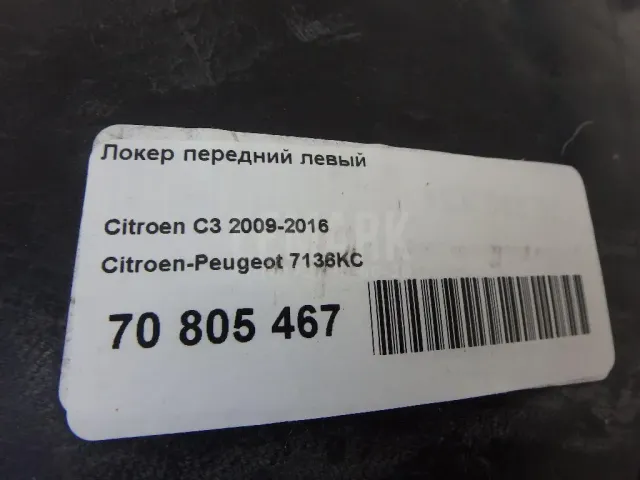 Локер передний левый
Citroen C3 2009-2016
Citroen-Peugeot 7136KC
70 805 467